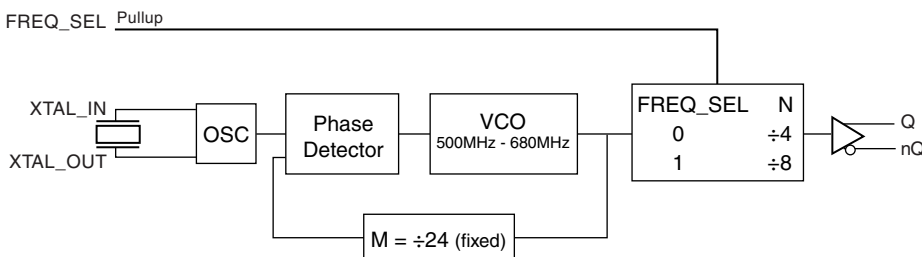 FREQ_SEL Pullup
XTAL_IN
XTAL_OUT
OSC
Phase
Detector
VCO
500MHz - 680MHz
FREQ_SEL N
0 ÷4
1 ÷8
Q
nQ
M = ÷24 (fixed)